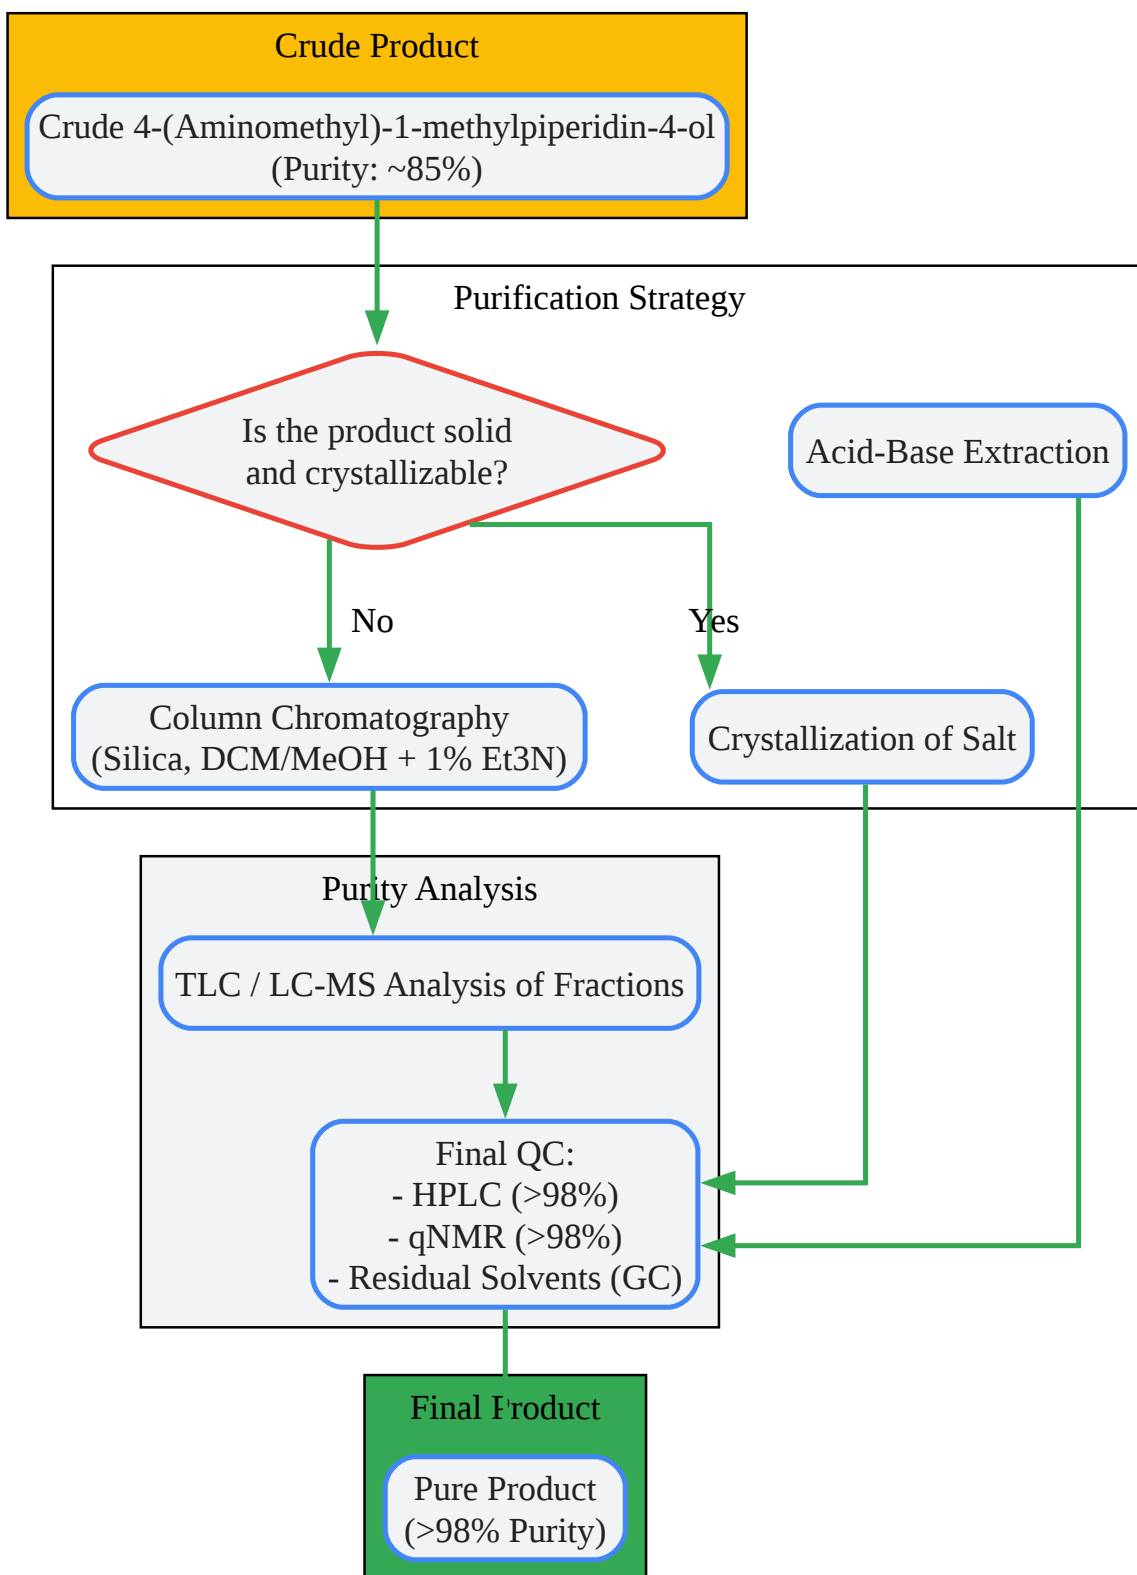 Crude Product
Crude 4-(Aminomethyl)-1-methylpiperidin-4-ol
(Purity: ~85%)
Purification Strategy
Is the product solid
and crystallizable?
Acid-Base Extraction
No
Yes
Column Chromatography
(Silica, DCM/MeOH + 1% Et3N)
Crystallization of Salt
Purity Analysis
TLC / LC-MS Analysis of Fractions
Final QC:
- HPLC (>98%)
- qNMR (>98%)
- Residual Solvents (GC)
Final Product
Pure Product
(>98% Purity)